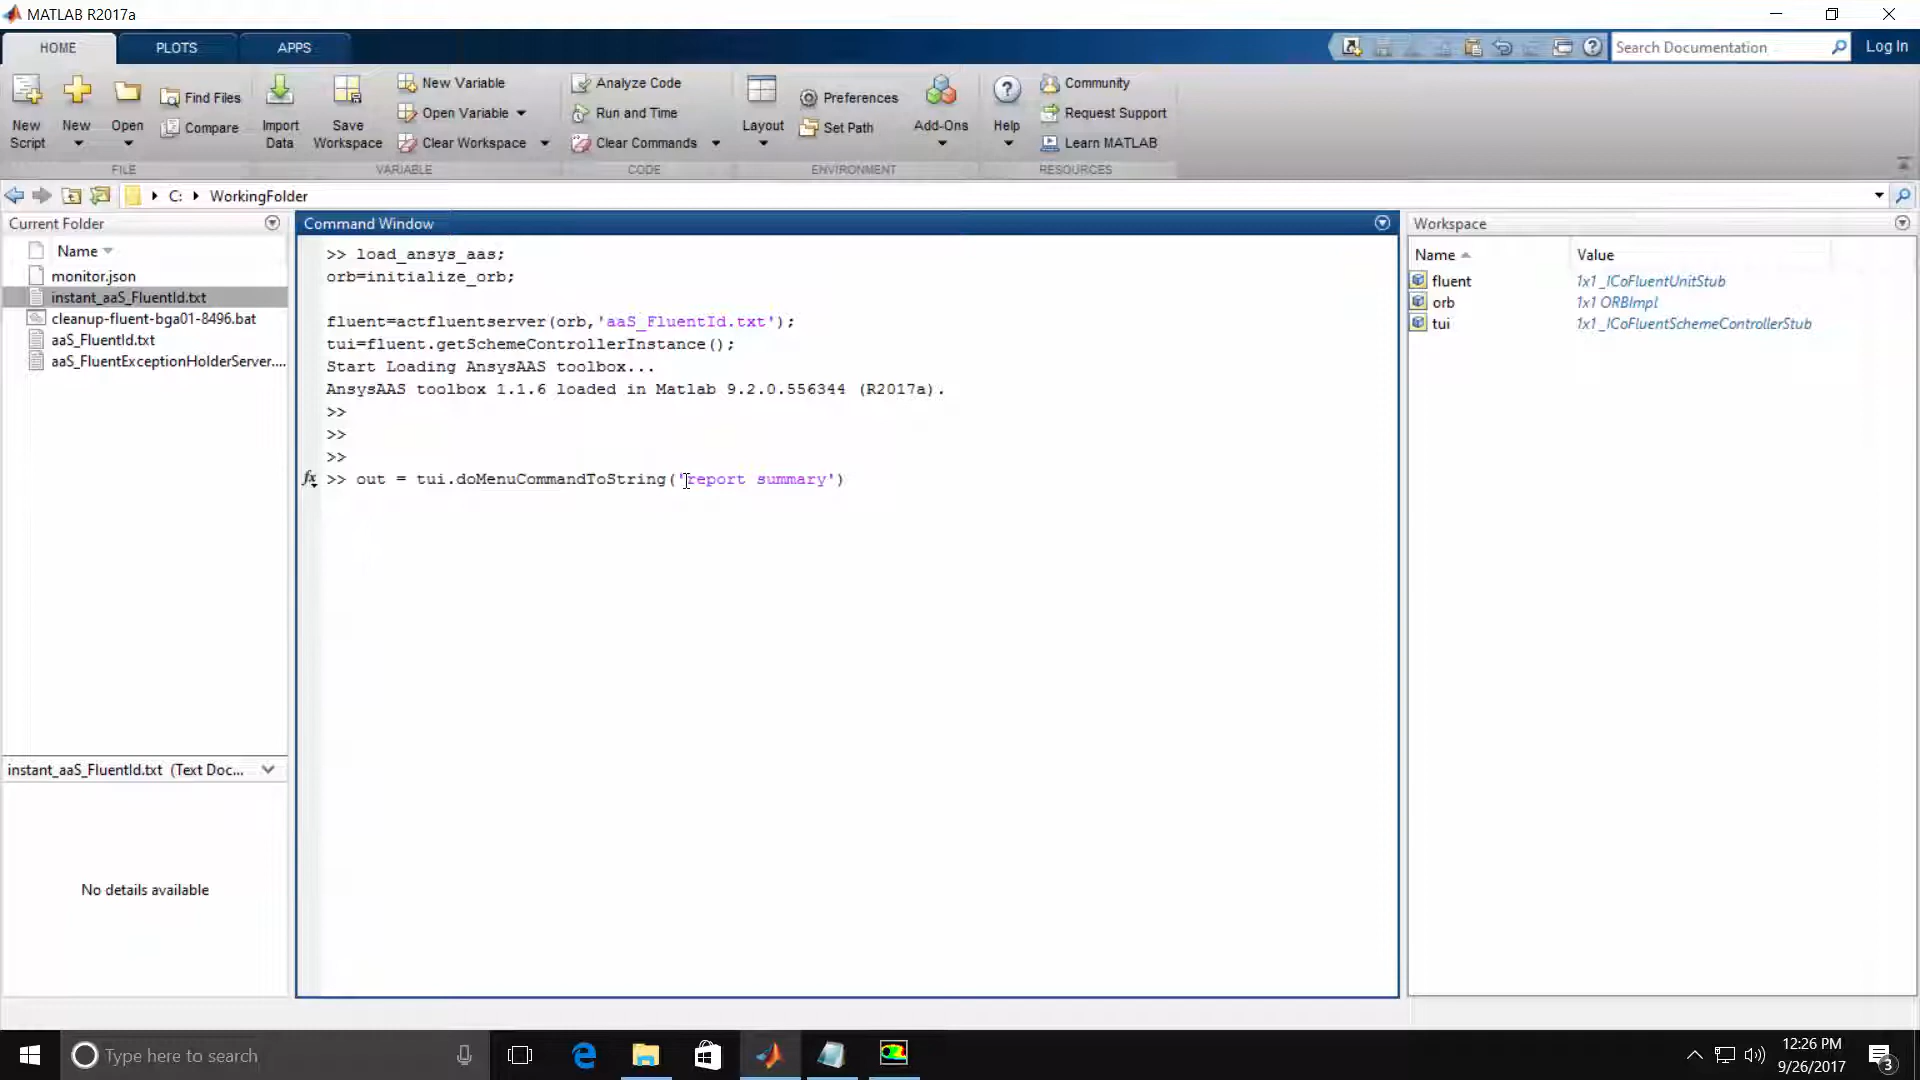 MATLAB R2017a
HOME
PLOTS
APPS
Search Documentation
Log In
New Script
New
Open
Find Files
Compare
Import Data
Save Workspace
New Variable
Open Variable
Clear Workspace
Analyze Code
Run and Time
Clear Commands
Layout
Preferences
Set Path
Add-Ons
Help
Community
Request Support
Learn MATLAB
FILE
VARIABLE
CODE
ENVIRONMENT
RESOURCES
C:
WorkingFolder
Current Folder
Name
monitor.json
instant_aaS_FluentId.txt
cleanup-fluent-bga01-8496.bat
aaS_FluentId.txt
aaS_FluentExceptionHolderServer....
instant_aaS_FluentId.txt (Text Doc...
No details available
Command Window
>> load_ansys_aas;
orb=initialize_orb;
fluent=actfluentserver(orb,'aaS_FluentId.txt');
tui=fluent.getSchemeControllerInstance();
Start Loading AnsysAAS toolbox...
AnsysAAS toolbox 1.1.6 loaded in Matlab 9.2.0.556344 (R2017a).
>>
>>
>>
fx >> out = tui.doMenuCommandToString('report summary')
Workspace
Name Value
fluent 1x1 _ICoFluentUnitStub
orb 1x1 ORBImpl
tui 1x1 _ICoFluentSchemeControllerStub
Type here to search
12:26 PM
9/26/2017
3